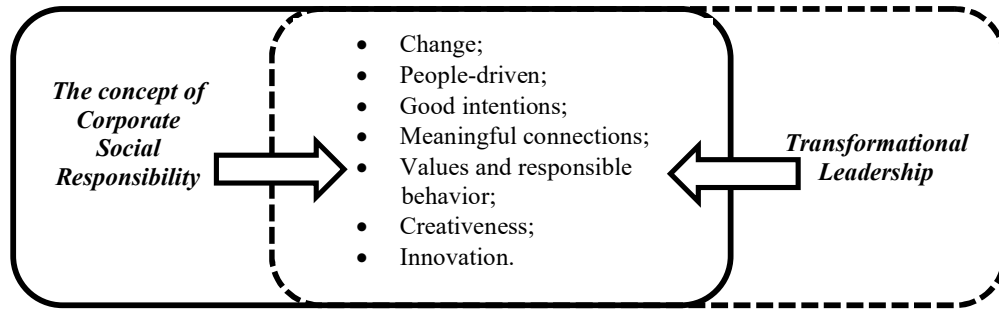 The concept of
Corporate
Social
Responsibility
• Change;
• People-driven;
• Good intentions;
• Meaningful connections;
• Values and responsible
behavior;
• Creativeness;
• Innovation.
Transformational
Leadership